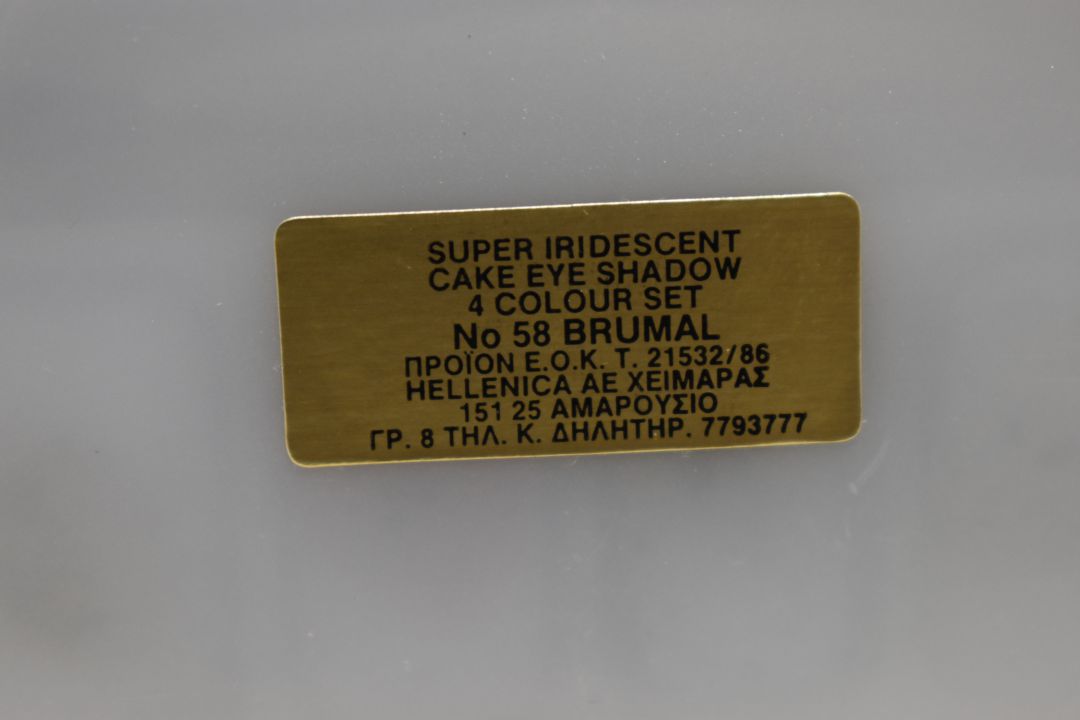 SUPER IRIDESCENT
CAKE EYE SHADOW
4 COLOUR SET
No 58 BRUMAL
ΠΡΟΪΟΝ Ε.Ο.Κ. Τ. 21532/86
HELLENICA AE ΧΕΙΜΑΡΑΣ
151 25 ΑΜΑΡΟΥΣΙΟ
ΓΡ. 8 ΤΗΛ. Κ. ΔΗΛΗΤΗΡ. 7793777